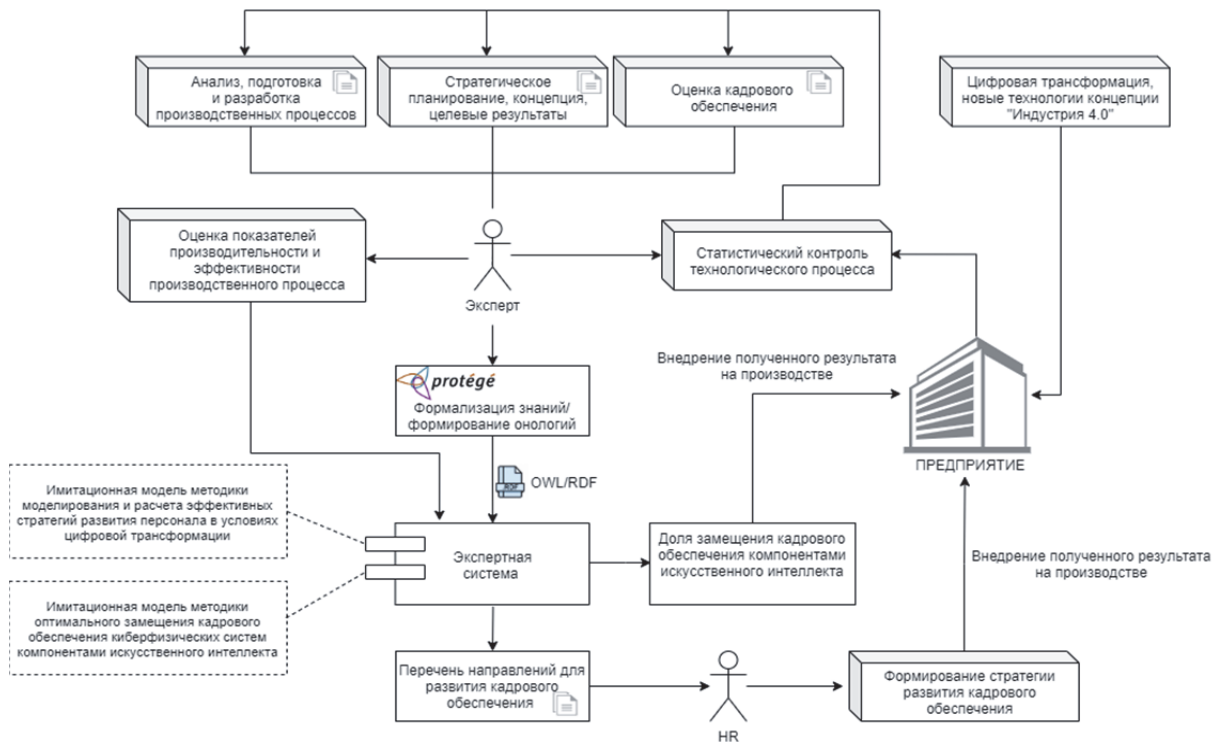 Анализ, подготовка
и разработка
производственных процессов
Стратегическое
планирование, концепция,
целевые результаты
Оценка кадрового
обеспечения
Цифровая трансформация,
новые технологии концепции
"Индустрия 4.0"
Оценка показателей
производительности и
эффективности
производственного процесса
Эксперт
Статистический контроль
технологического процесса
protégé
Формализация знаний/
формирование онологий
Внедрение полученного результата
на производстве
ПРЕДПРИЯТИЕ
RDF
OWL/RDF
Имитационная модель методики
моделирования и расчета эффективных
стратегий развития персонала в условиях
цифровой трансформации
Экспертная
система
Доля замещения кадрового
обеспечения компонентами
искусственного интеллекта
Внедрение полученного результата
на производстве
Имитационная модель методики
оптимального замещения кадрового
обеспечения киберфизических систем
компонентами искусственного интеллекта
Перечень направлений для
развития кадрового
обеспечения
HR
Формирование стратегии
развития кадрового
обеспечения